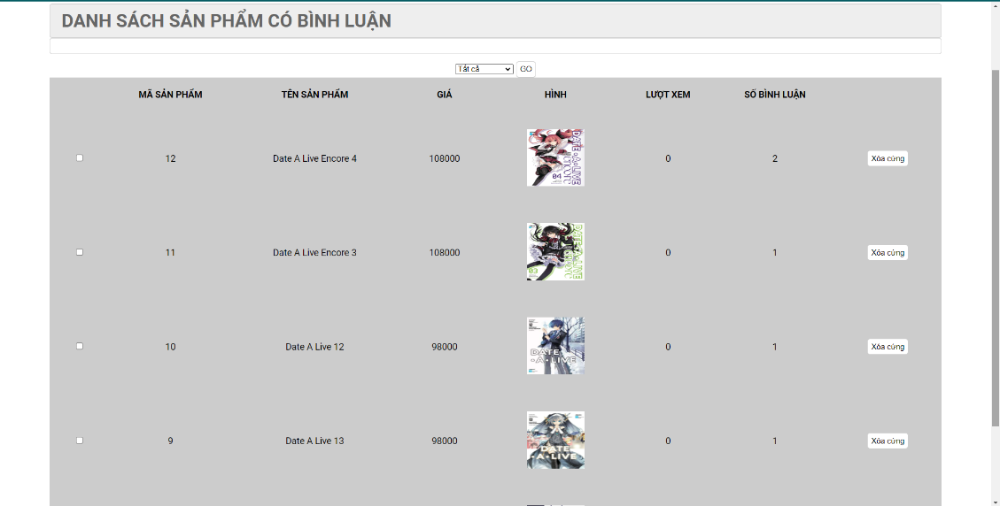 DANH SÁCH SẢN PHẨM CÓ BÌNH LUẬN
Tất cả GO
MÃ SẢN PHẨM TÊN SẢN PHẨM GIÁ HÌNH LƯỢT XEM SỐ BÌNH LUẬN
12 Date A Live Encore 4 108000 DATE·A·LIVE ENCORE 04 0 2 Xóa cứng
11 Date A Live Encore 3 108000 DATE·A·LIVE ENCORE 03 0 1 Xóa cứng
10 Date A Live 12 98000 DATE ·A·LIVE 0 1 Xóa cứng
9 Date A Live 13 98000 DATE ·A·LIVE 0 1 Xóa cứng